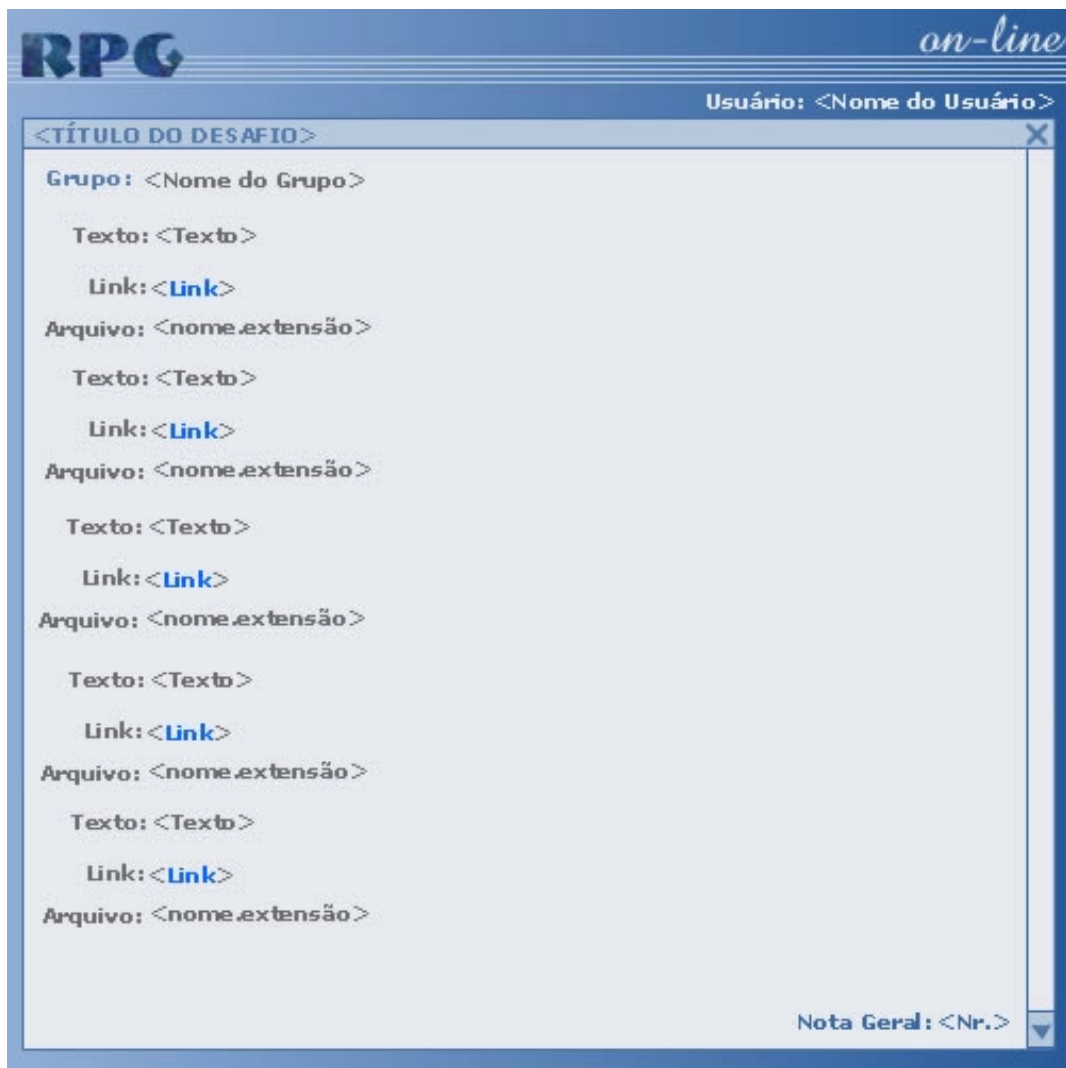 RPG
on-line
Usuário: <Nome do Usuário>
<TÍTULO DO DESAFIO>
Grupo: <Nome do Grupo>
Texto: <Texto>
Link: <Link>
Arquivo: <nome.extensão>
Texto: <Texto>
Link: <Link>
Arquivo: <nome.extensão>
Texto: <Texto>
Link: <Link>
Arquivo: <nome.extensão>
Texto: <Texto>
Link: <Link>
Arquivo: <nome.extensão>
Texto: <Texto>
Link: <Link>
Arquivo: <nome.extensão>
Nota Geral: <Nr.>